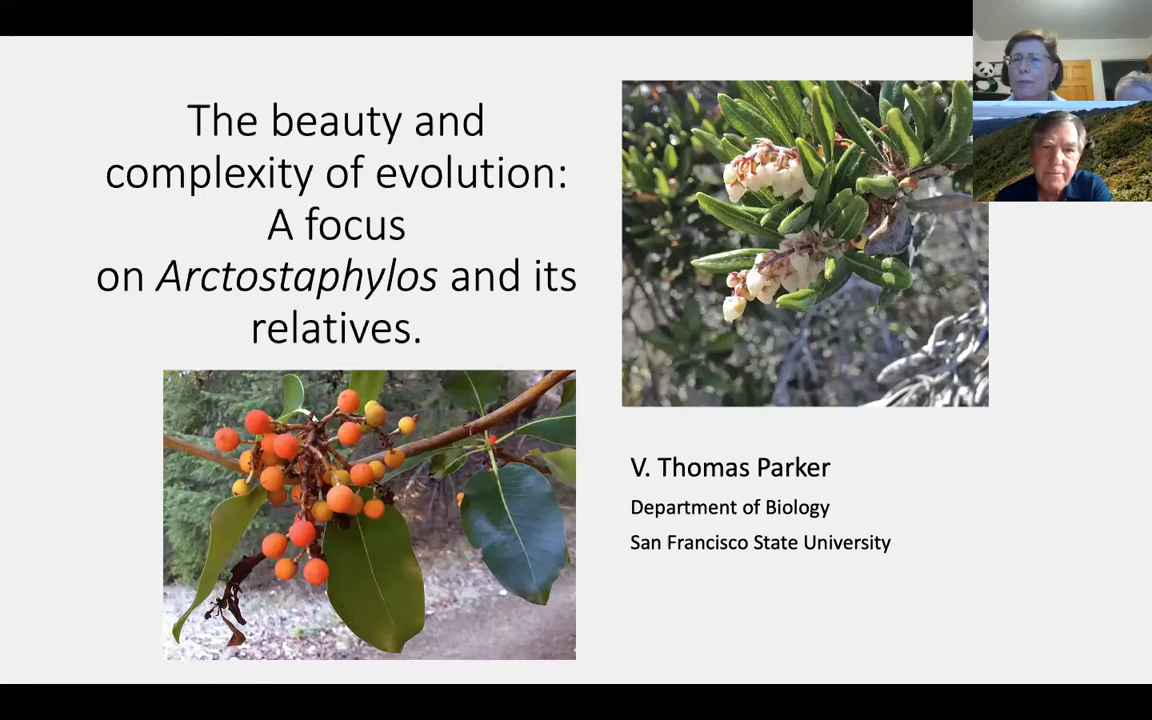 The beauty and
complexity of evolution:
A focus
on Arctostaphylos and its
relatives.
V. Thomas Parker
Department of Biology
San Francisco State University